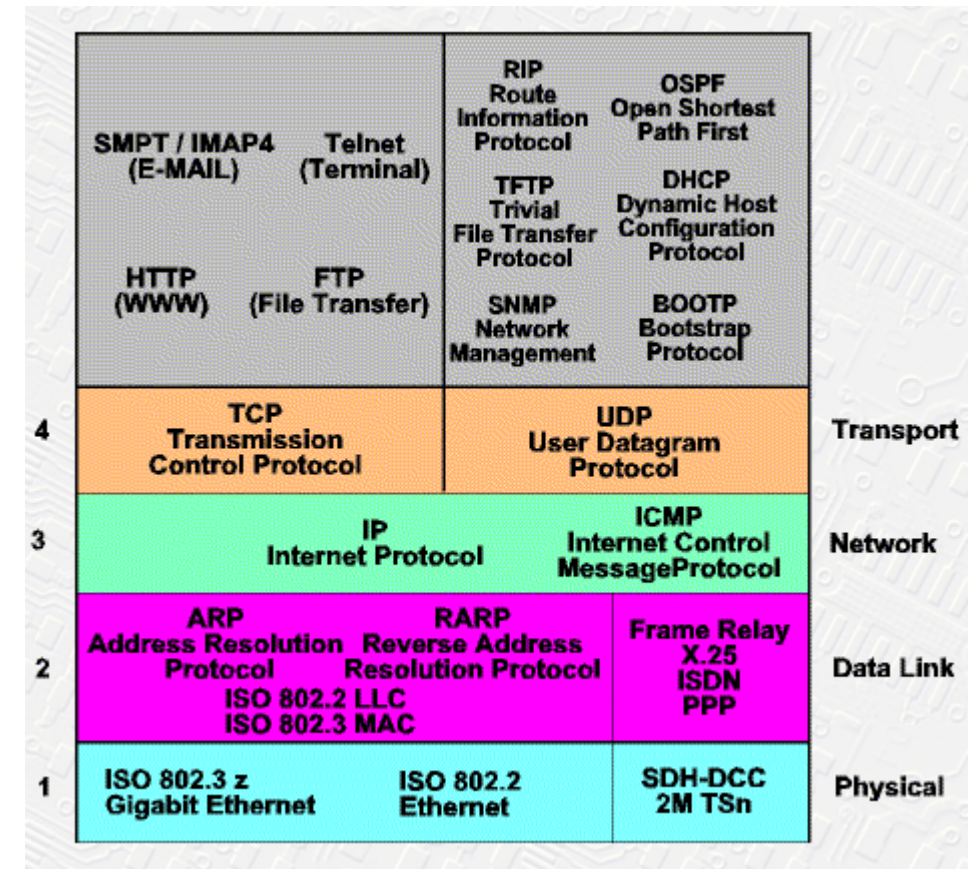 SMPT / IMAP4
(E-MAIL)
Telnet
(Terminal)
HTTP
(WWW)
FTP
(File Transfer)
RIP
Route
Information
Protocol
OSPF
Open Shortest
Path First
TFTP
Trivial
File Transfer
Protocol
DHCP
Dynamic Host
Configuration
Protocol
SNMP
Network
Management
BOOTP
Bootstrap
Protocol
4
TCP
Transmission
Control Protocol
UDP
User Datagram
Protocol
Transport
3
IP
Internet Protocol
ICMP
Internet Control
MessageProtocol
Network
2
ARP
Address Resolution
Protocol
RARP
Reverse Address
Resolution Protocol
ISO 802.2 LLC
ISO 802.3 MAC
Frame Relay
X.25
ISDN
PPP
Data Link
1
ISO 802.3 z
Gigabit Ethernet
ISO 802.2
Ethernet
SDH-DCC
2M TSn
Physical